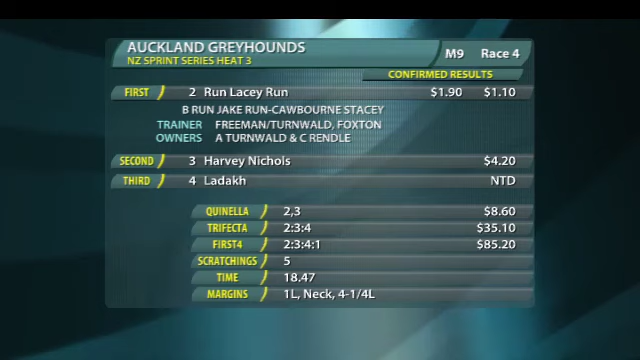 AUCKLAND GREYHOUNDS
NZ SPRINT SERIES HEAT 3
M9 Race 4
CONFIRMED RESULTS
FIRST 2 Run Lacey Run $1.90 $1.10
B RUN JAKE RUN-CAWBOURNE STACEY
TRAINER FREEMAN/TURNWALD, FOXTON
OWNERS A TURNWALD & C RENDLE
SECOND 3 Harvey Nichols $4.20
THIRD 4 Ladakh NTD
QUINELLA 2,3 $8.60
TRIFECTA 2:3:4 $35.10
FIRST4 2:3:4:1 $85.20
SCRATCHINGS 5
TIME 18.47
MARGINS 1L, Neck, 4-1/4L